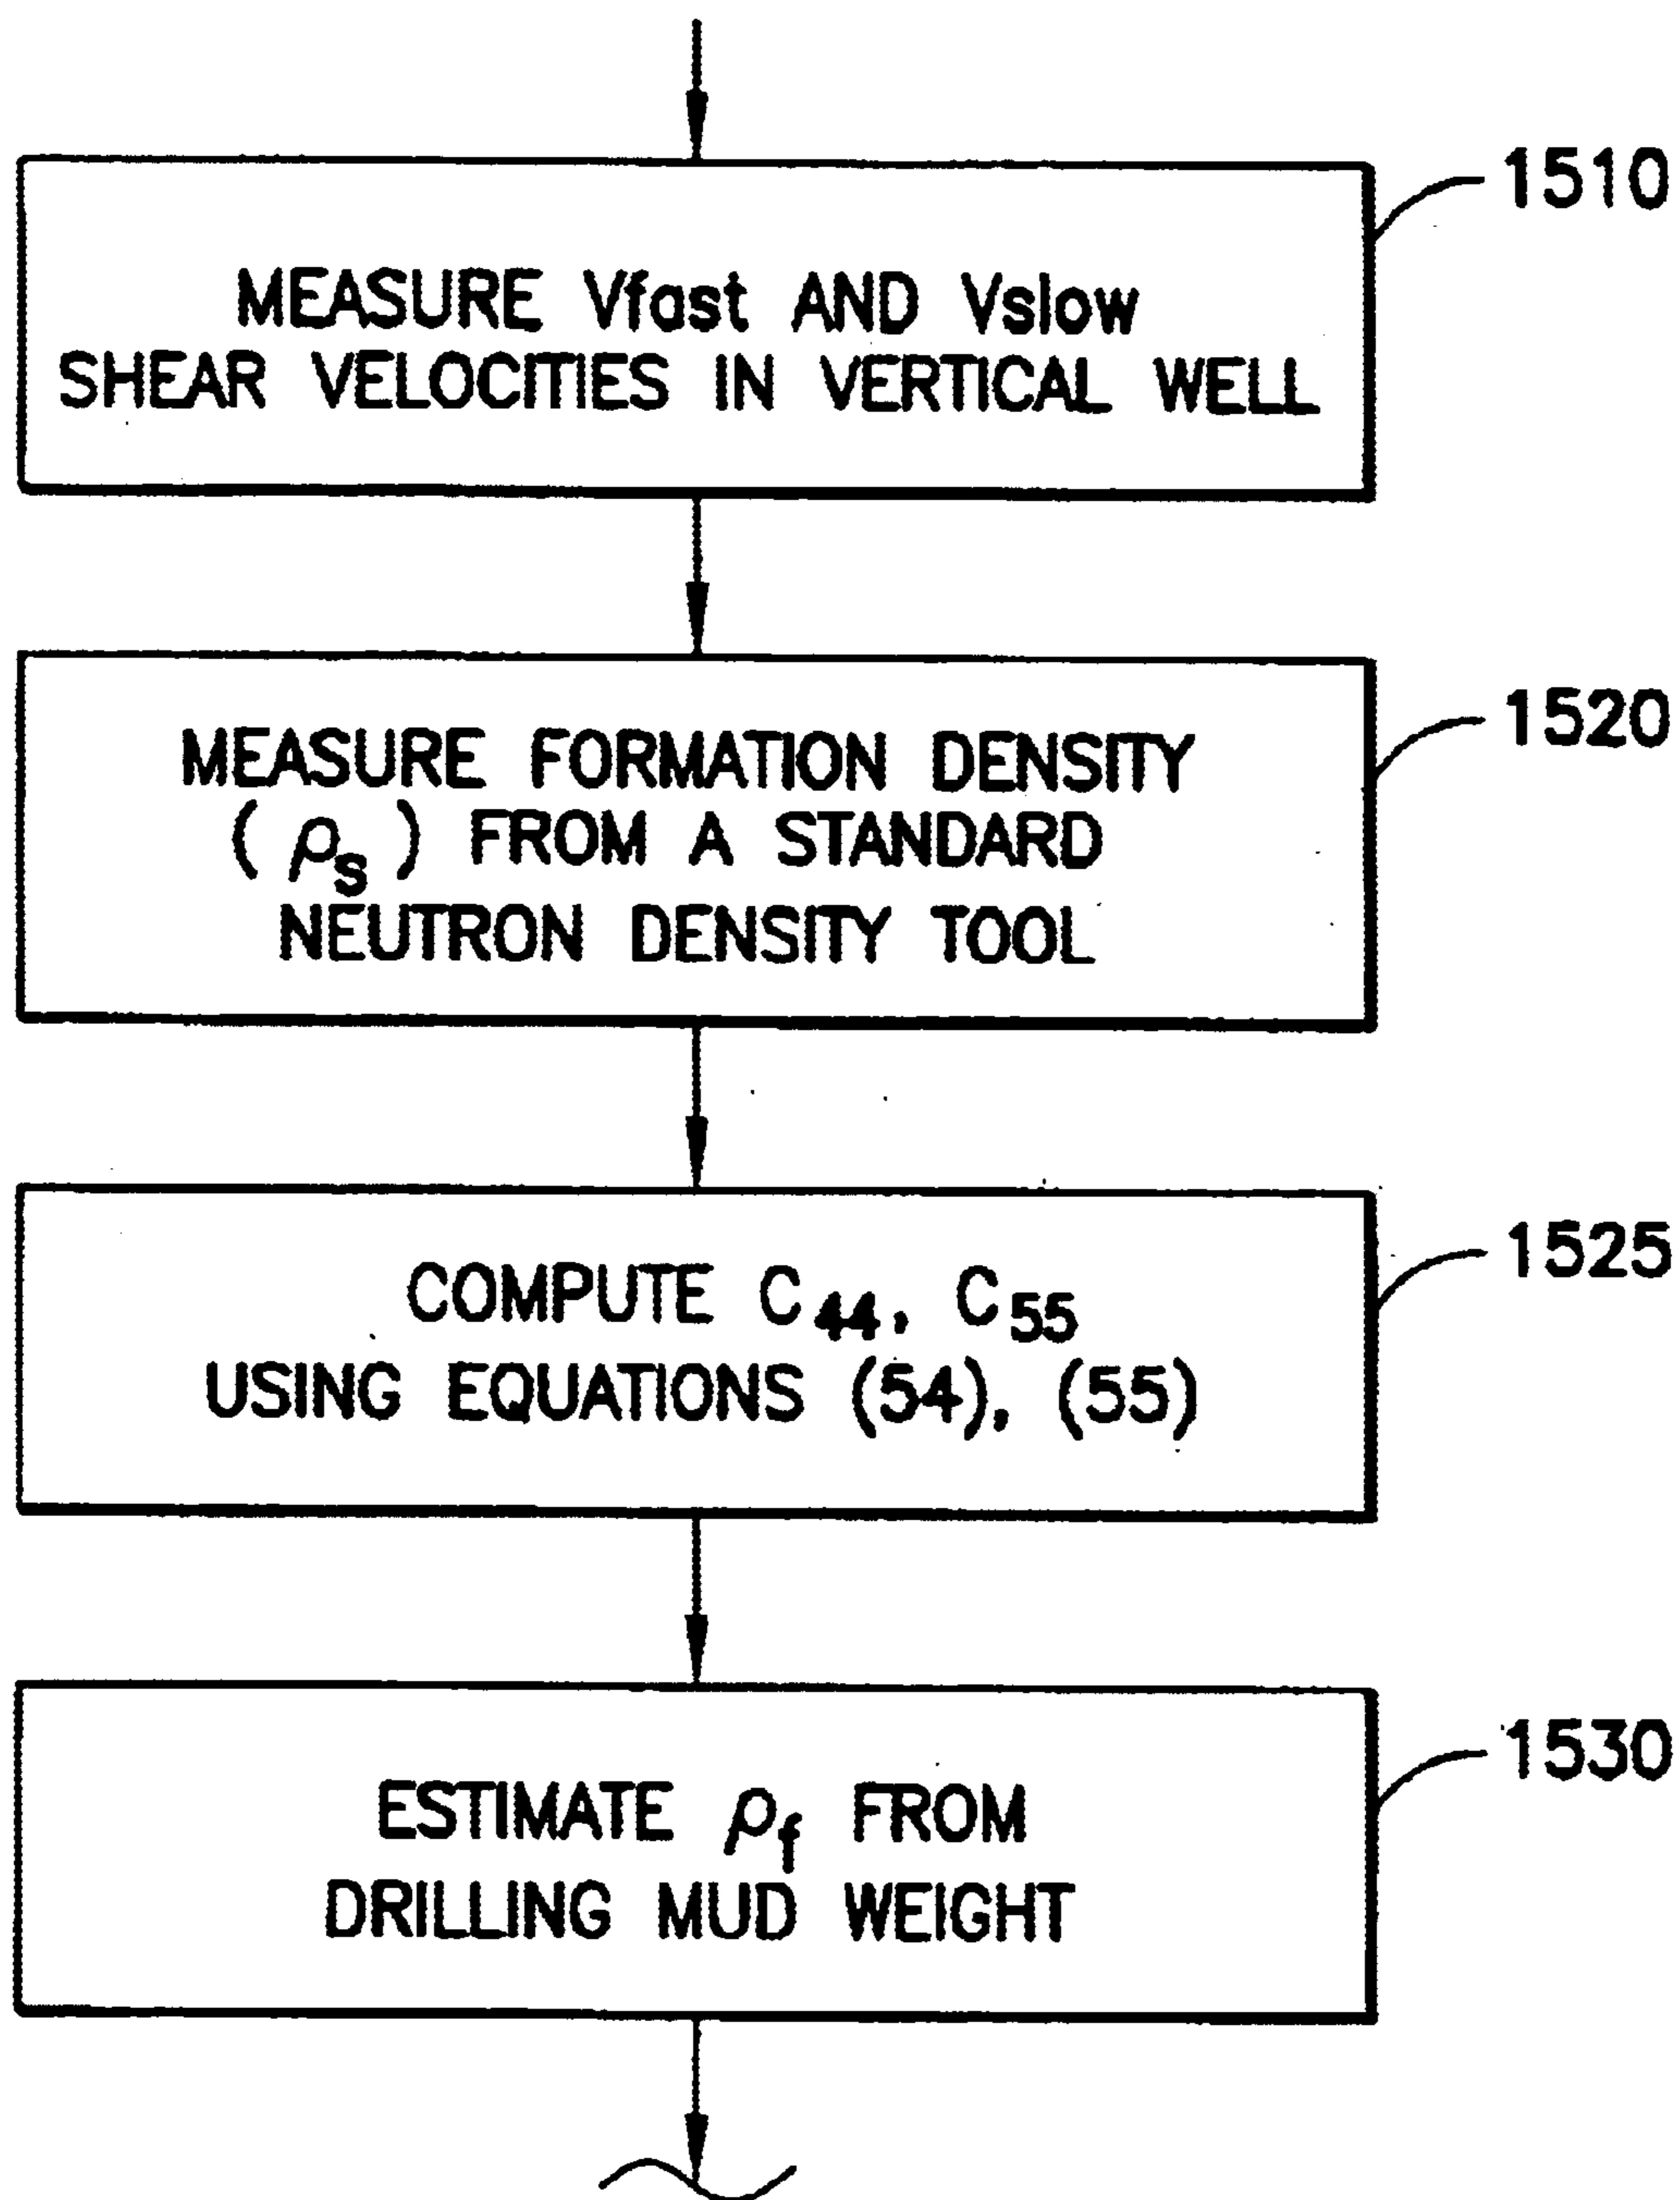 1510
MEASURE Vfast AND Vslow
SHEAR VELOCITIES IN VERTICAL WELL
1520
MEASURE FORMATION DENSITY
( ρs ) FROM A STANDARD
NEUTRON DENSITY TOOL
1525
COMPUTE C44, C55
USING EQUATIONS (54), (55)
1530
ESTIMATE ρf FROM
DRILLING MUD WEIGHT